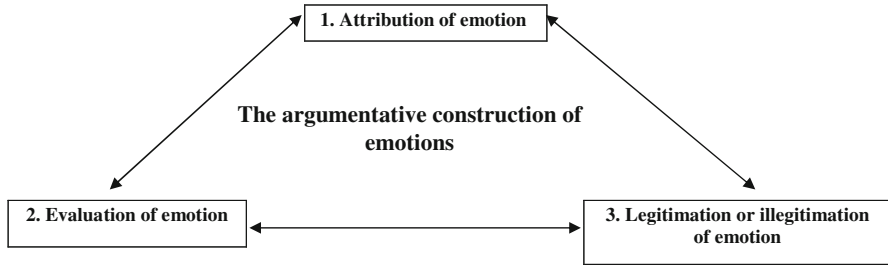 1. Attribution of emotion
The argumentative construction of
emotions
2. Evaluation of emotion
3. Legitimation or illegitimation
of emotion